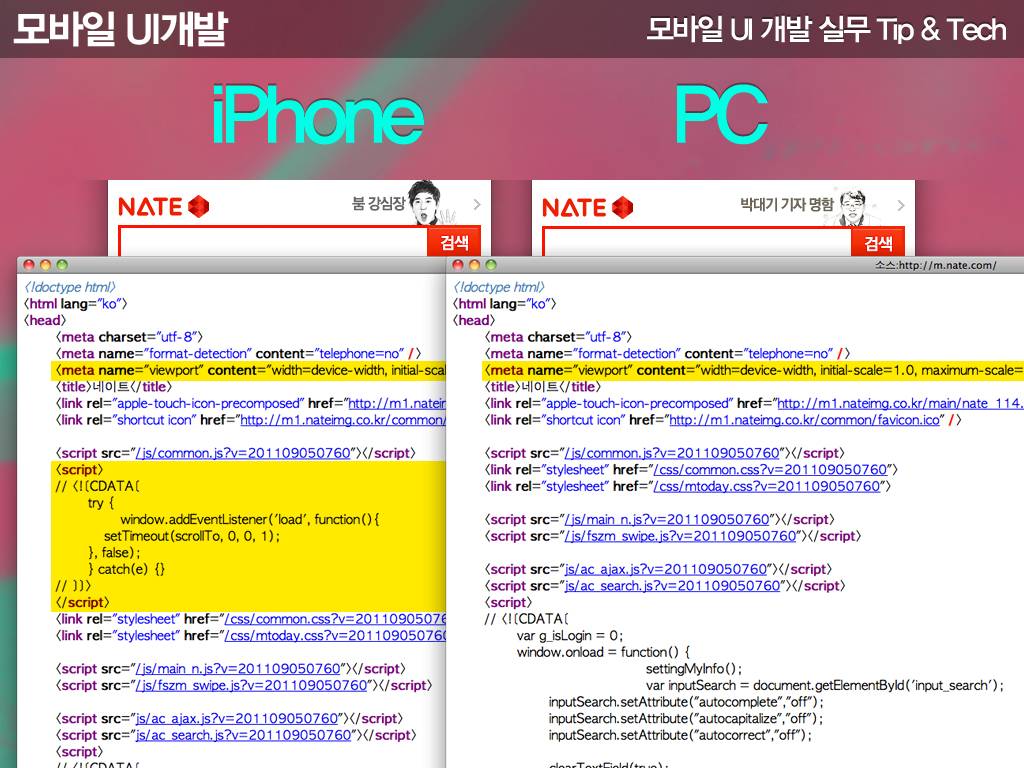 모바일 UI개발
모바일 UI 개발 실무 Tip & Tech
iPhone
PC
NATE
붐 강심장
검색
NATE
박대기 기자 명함
검색
<!doctype html>
<html lang="ko">
<head>
<meta charset="utf-8">
<meta name="format-detection" content="telephone=no" />
<meta name="viewport" content="width=device-width, initial-scal
<title>네이트</title>
<link rel="apple-touch-icon-precomposed" href="http://m1.nateim
<link rel="shortcut icon" href="http://m1.nateimg.co.kr/common/
<script src="/js/common.js?v=201109050760"></script>
<script>
// <![CDATA[
try {
window.addEventListener('load', function(){
setTimeout(scrollTo, 0, 0, 1);
}, false);
} catch(e) {}
// ]]>
</script>
<link rel="stylesheet" href="/css/common.css?v=20110905076
<link rel="stylesheet" href="/css/mtoday.css?v=201109050760
<script src="/js/main_n.js?v=201109050760"></script>
<script src="/js/fszm_swipe.js?v=201109050760"></script>
<script src="js/ac_ajax.js?v=201109050760"></script>
<script src="js/ac_search.js?v=201109050760"></script>
<script>
// <![CDATA[
소스:http://m.nate.com/
<!doctype html>
<html lang="ko">
<head>
<meta charset="utf-8">
<meta name="format-detection" content="telephone=no" />
<meta name="viewport" content="width=device-width, initial-scale=1.0, maximum-scale=
<title>네이트</title>
<link rel="apple-touch-icon-precomposed" href="http://m1.nateimg.co.kr/main/nate_114.
<link rel="shortcut icon" href="http://m1.nateimg.co.kr/common/favicon.ico" />
<script src="/js/common.js?v=201109050760"></script>
<link rel="stylesheet" href="/css/common.css?v=201109050760">
<link rel="stylesheet" href="/css/mtoday.css?v=201109050760">
<script src="/js/main_n.js?v=201109050760"></script>
<script src="/js/fszm_swipe.js?v=201109050760"></script>
<script src="js/ac_ajax.js?v=201109050760"></script>
<script src="js/ac_search.js?v=201109050760"></script>
<script>
// <![CDATA[
var g_isLogin = 0;
window.onload = function() {
settingMyInfo();
var inputSearch = document.getElementById('input_search');
inputSearch.setAttribute("autocomplete","off");
inputSearch.setAttribute("autocapitalize","off");
inputSearch.setAttribute("autocorrect","off");
clearTextField(true);